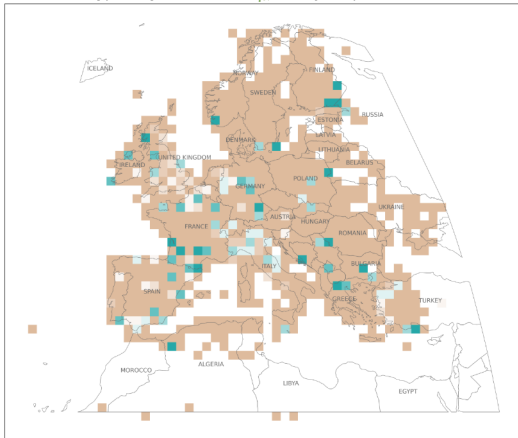 ICELAND
NORWAY
FINLAND
SWEDEN
RUSSIA
ESTONIA
LATVIA
DENMARK
LITHUANIA
UNITED KINGDOM
IRELAND
BELARUS
POLAND
GERMANY
UKRAINE
AUSTRIA
HUNGARY
FRANCE
ROMANIA
ITALY
BULGARIA
SPAIN
GREECE
TURKEY
ALGERIA
MOROCCO
LIBYA
EGYPT